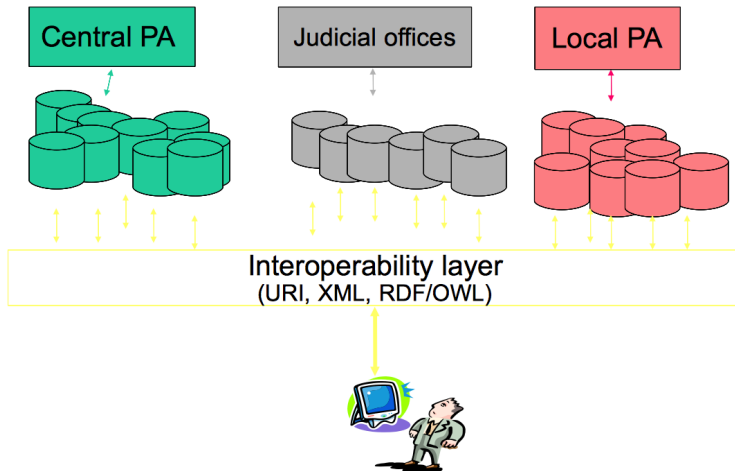 Central PA
Judicial offices
Local PA
Interoperability layer
(URI, XML, RDF/OWL)